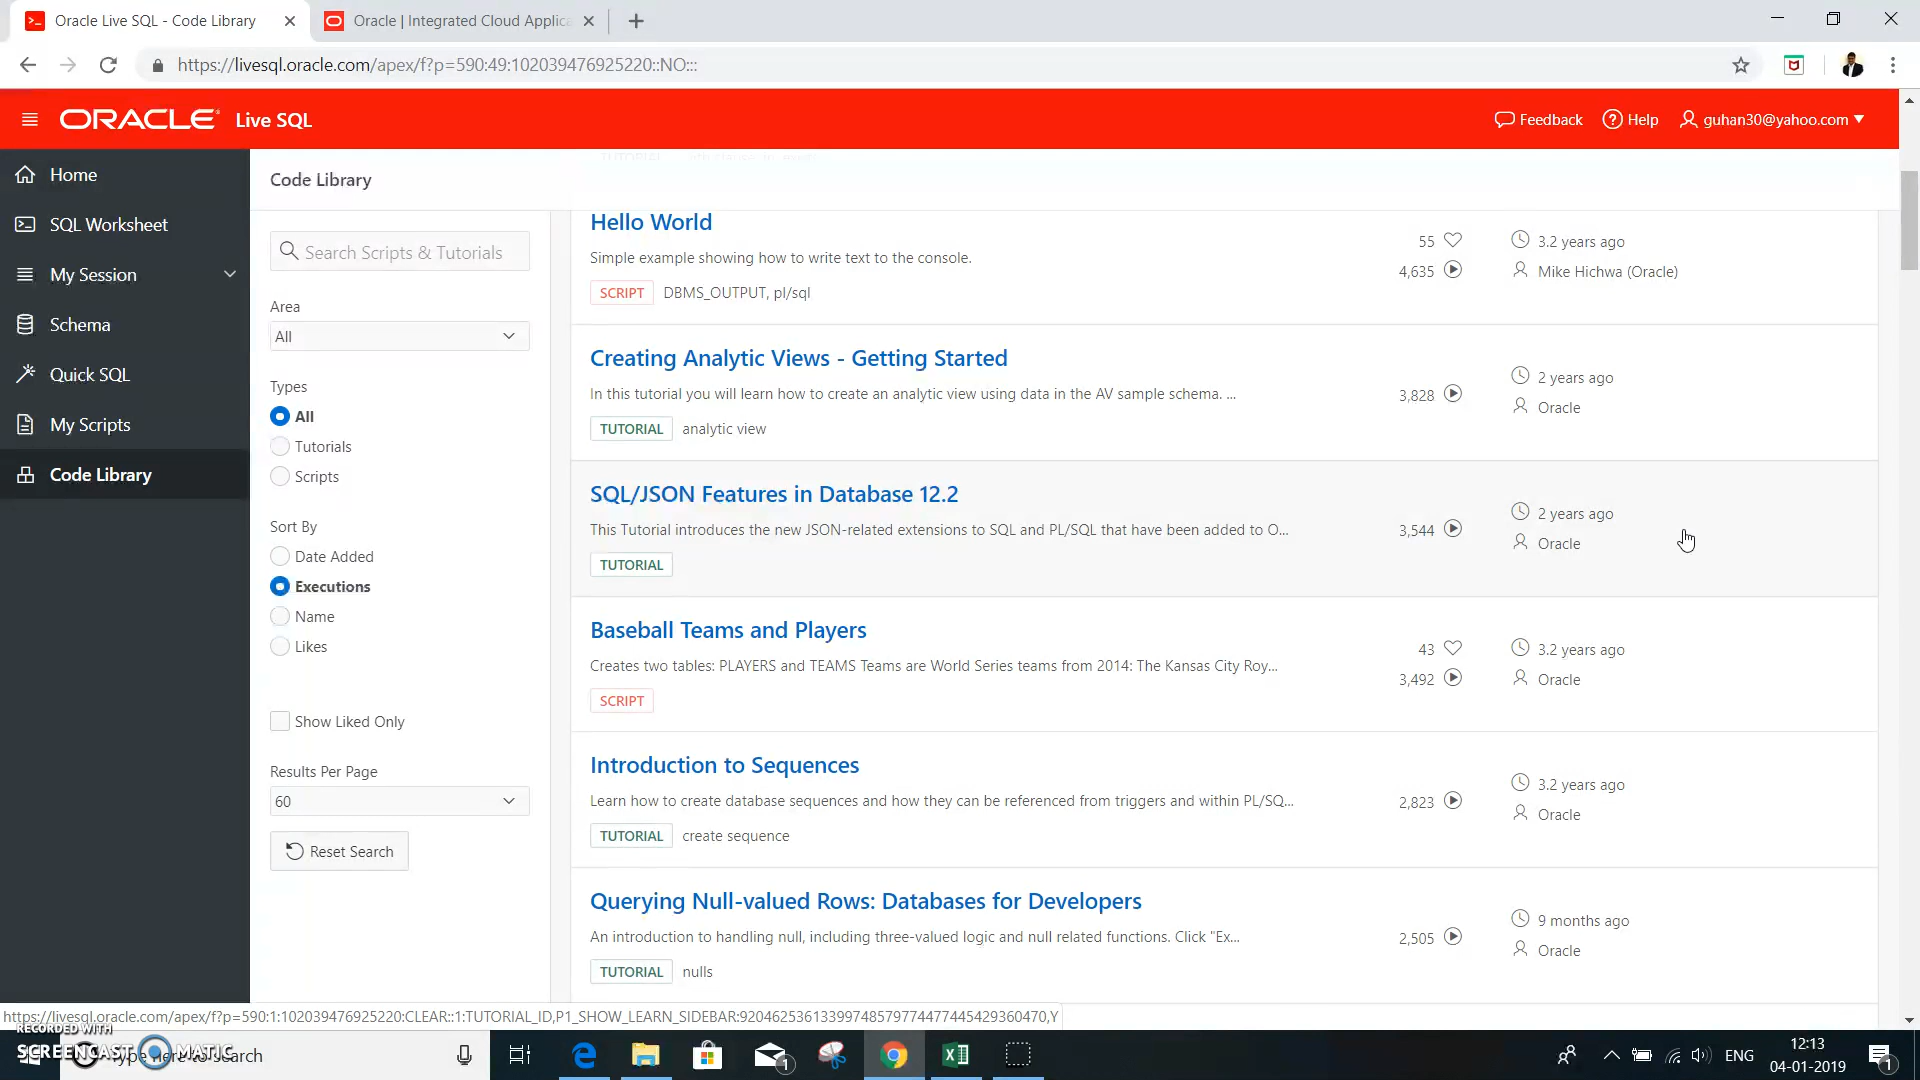 Oracle Live SQL - Code Library
Oracle | Integrated Cloud Applica
https://livesql.oracle.com/apex/f?p=590:49:102039476925220::NO:::
ORACLE Live SQL
Feedback
Help
guhan30@yahoo.com
Home
SQL Worksheet
My Session
Schema
Quick SQL
My Scripts
Code Library
Code Library
Search Scripts & Tutorials
Area
All
Types
All
Tutorials
Scripts
Sort By
Date Added
Executions
Name
Likes
Show Liked Only
Results Per Page
60
Reset Search
Hello World
Simple example showing how to write text to the console.
SCRIPT DBMS_OUTPUT, pl/sql
55
4,635
3.2 years ago
Mike Hichwa (Oracle)
Creating Analytic Views - Getting Started
In this tutorial you will learn how to create an analytic view using data in the AV sample schema. ...
TUTORIAL analytic view
3,828
2 years ago
Oracle
SQL/JSON Features in Database 12.2
This Tutorial introduces the new JSON-related extensions to SQL and PL/SQL that have been added to O...
TUTORIAL
3,544
2 years ago
Oracle
Baseball Teams and Players
Creates two tables: PLAYERS and TEAMS Teams are World Series teams from 2014: The Kansas City Roy...
SCRIPT
43
3,492
3.2 years ago
Oracle
Introduction to Sequences
Learn how to create database sequences and how they can be referenced from triggers and within PL/SQ...
TUTORIAL create sequence
2,823
3.2 years ago
Oracle
Querying Null-valued Rows: Databases for Developers
An introduction to handling null, including three-valued logic and null related functions. Click "Ex...
TUTORIAL nulls
2,505
9 months ago
Oracle
https://livesql.oracle.com/apex/f?p=590:1:102039476925220:CLEAR::1:TUTORIAL_ID,P1_SHOW_LEARN_SIDEBAR:92046253613399748579774477445429360470,Y
RECORDED WITH
SCREENCAST MATIC
Type here to search
1
ENG
12:13
04-01-2019
1